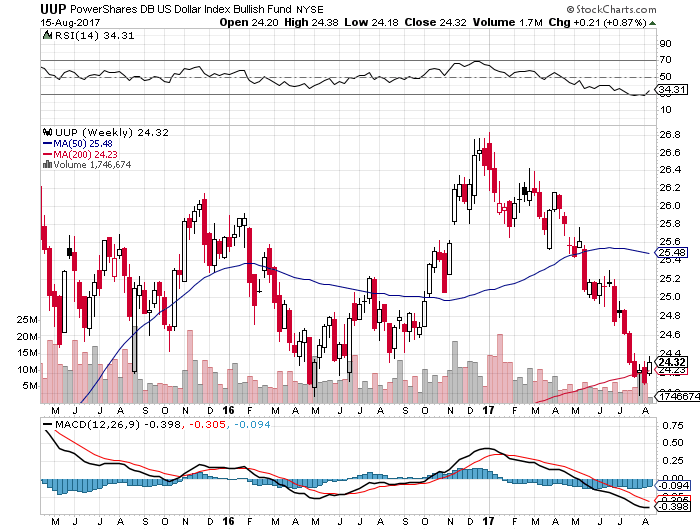 UUP PowerShares DB US Dollar Index Bullish Fund NYSE © StockCharts.com
15-Aug-2017 Open 24.20 High 24.38 Low 24.18 Close 24.32 Volume 1.7M Chg +0.21 (+0.87%)
RSI(14) 34.31
90
70
50
34.31
30
10
UUP (Weekly) 24.32
MA(50) 25.48
MA(200) 24.23
Volume 1,746,674
26.8
26.6
26.4
26.2
26.0
25.8
25.6
25.48
25.4
25.2
25.0
24.8
24.6
24.4
24.32
24.23
24.0
1746674
25M
20M
15M
10M
5M
M J J A S O N D 16 F M A M J J A S O N D 17 F M A M J J A
MACD(12,26,9) -0.398, -0.305, -0.094
0.75
0.50
0.25
0.00
-0.094
-0.305
-0.398